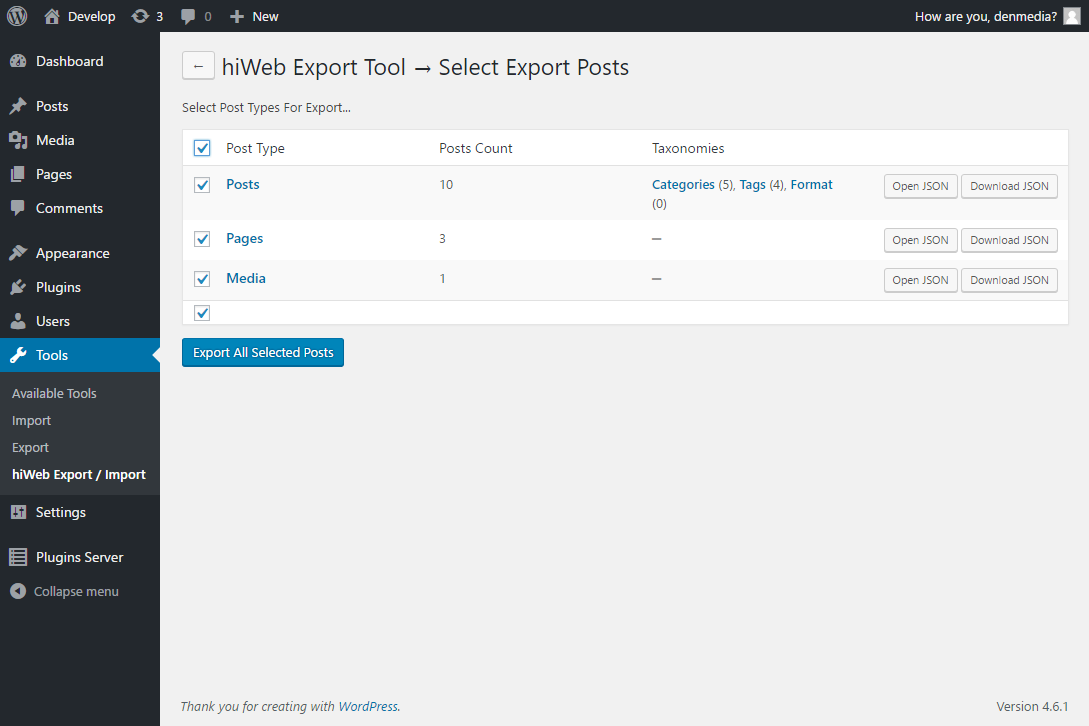 Develop 3 0 New How are you, denmedia?
Dashboard
Posts
Media
Pages
Comments
Appearance
Plugins
Users
Tools
Available Tools
Import
Export
hiWeb Export / Import
Settings
Plugins Server
Collapse menu
← hiWeb Export Tool → Select Export Posts
Select Post Types For Export...
Post Type Posts Count Taxonomies
Posts 10 Categories (5), Tags (4), Format Open JSON Download JSON
(0)
Pages 3 — Open JSON Download JSON
Media 1 — Open JSON Download JSON
Export All Selected Posts
Thank you for creating with WordPress. Version 4.6.1